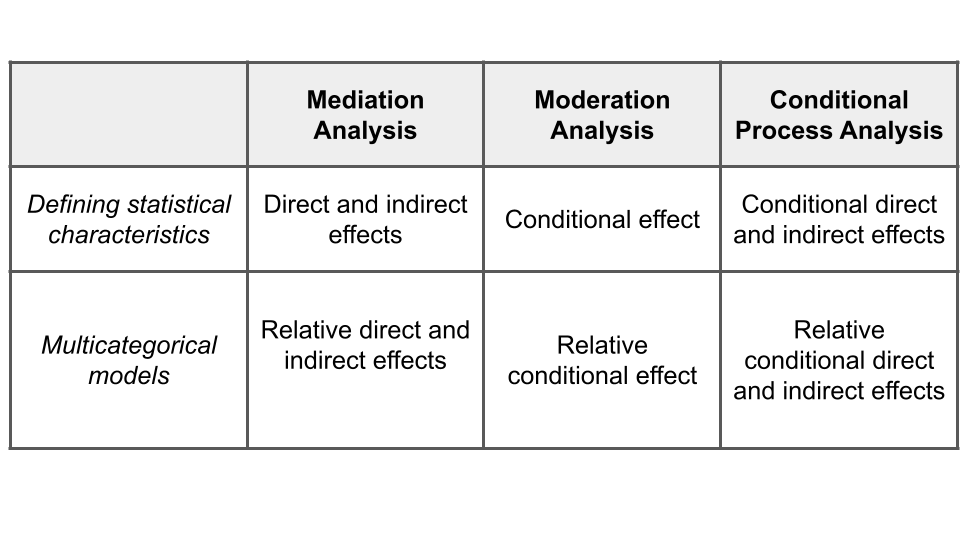 Mediation
Analysis
Moderation
Analysis
Conditional
Process Analysis
Defining statistical
characteristics
Direct and indirect
effects
Conditional effect
Conditional direct
and indirect effects
Multicategorical
models
Relative direct and
indirect effects
Relative
conditional effect
Relative
conditional direct
and indirect effects